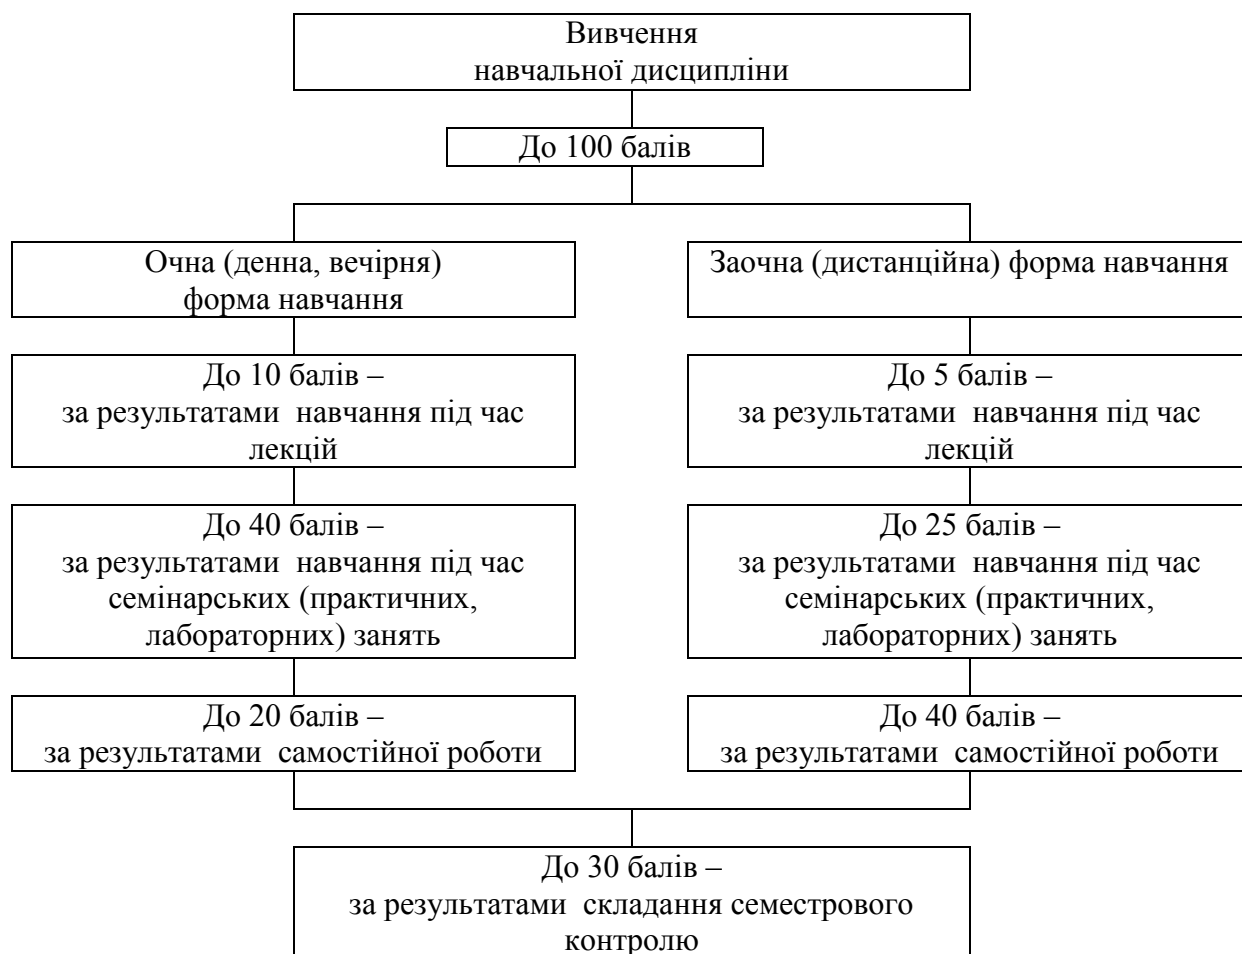 Вивчення
навчальної дисципліни
До 100 балів
Очна (денна, вечірня)
форма навчання
Заочна (дистанційна) форма навчання
До 10 балів –
за результатами навчання під час
лекцій
До 5 балів –
за результатами навчання під час
лекцій
До 40 балів –
за результатами навчання під час
семінарських (практичних,
лабораторних) занять
До 25 балів –
за результатами навчання під час
семінарських (практичних,
лабораторних) занять
До 20 балів –
за результатами самостійної роботи
До 40 балів –
за результатами самостійної роботи
До 30 балів –
за результатами складання семестрового
контролю